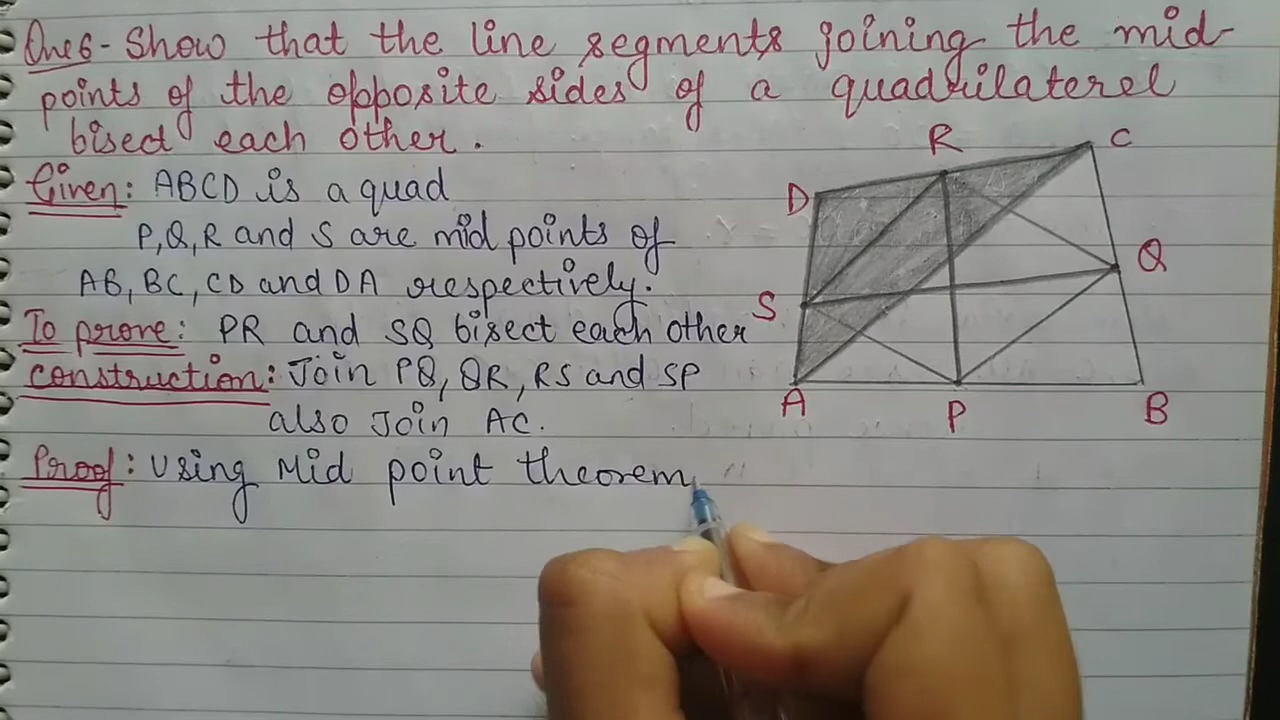 Ques - Show that the line segments joining the mid-
points of the opposite sides of a quadrilaterel
bisect each other.
Given: ABCD is a quad
P, Q, R and S are mid points of
AB, BC, CD and DA respectively.
To prove: PR and SQ bisect each other
construction: Join PQ, QR, RS and SP
also Join AC.
Proof: Using Mid point theorem
R
C
D
Q
S
A
P
B